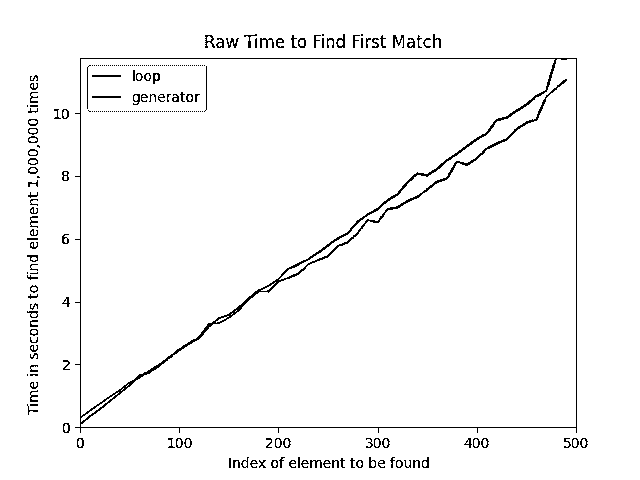 Raw Time to Find First Match
loop
generator
Time in seconds to find element 1,000,000 times
10
8
6
4
2
0
0 100 200 300 400 500
Index of element to be found